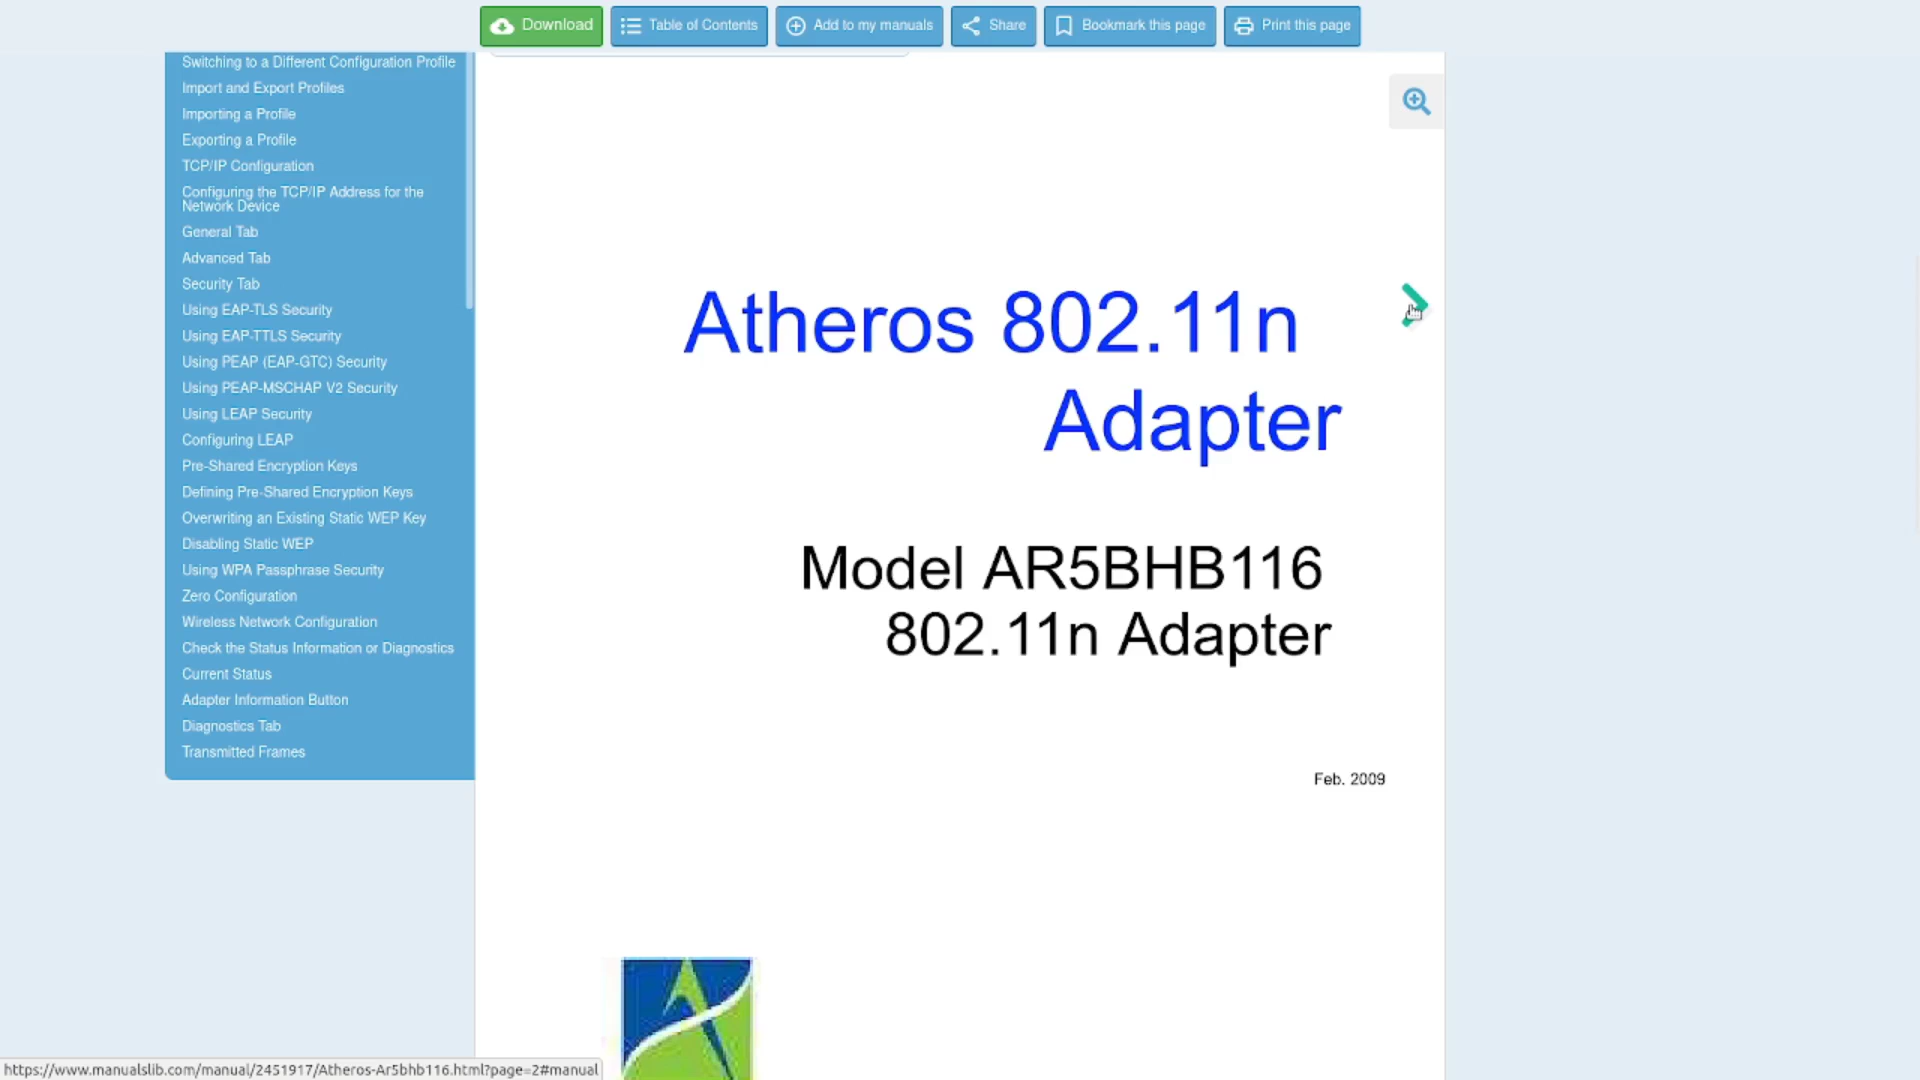 Download
Table of Contents
Add to my manuals
Share
Bookmark this page
Print this page
Switching to a Different Configuration Profile
Import and Export Profiles
Importing a Profile
Exporting a Profile
TCP/IP Configuration
Configuring the TCP/IP Address for the
Network Device
General Tab
Advanced Tab
Security Tab
Using EAP-TLS Security
Using EAP-TTLS Security
Using PEAP (EAP-GTC) Security
Using PEAP-MSCHAP V2 Security
Using LEAP Security
Configuring LEAP
Pre-Shared Encryption Keys
Defining Pre-Shared Encryption Keys
Overwriting an Existing Static WEP Key
Disabling Static WEP
Using WPA Passphrase Security
Zero Configuration
Wireless Network Configuration
Check the Status Information or Diagnostics
Current Status
Adapter Information Button
Diagnostics Tab
Transmitted Frames
Atheros 802.11n
Adapter
Model AR5BHB116
802.11n Adapter
Feb. 2009
https://www.manualslib.com/manual/2451917/Atheros-Ar5bhb116.html?page=2#manual